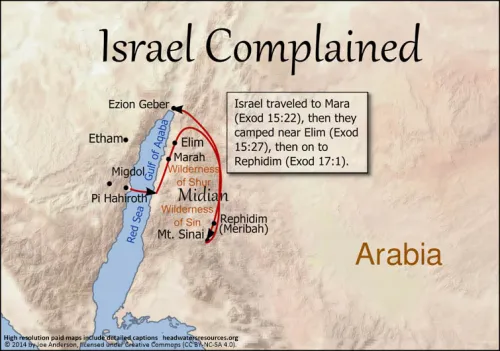 Israel Complained
Ezion Geber
Israel traveled to Mara
(Exod 15:22), then they
camped near Elim (Exod
15:27), then on to
Rephidim (Exod 17:1).
Gulf of Aqaba
Etham
Elim
Marah
Wilderness
of Shur
Migdol
Midian
Pi Hahiroth
Wilderness
of Sin
Rephidim
(Meribah)
Red Sea
Mt. Sinai
Arabia
High resolution paid maps include detailed captions headwatersresources.org
© 2014 by Joe Anderson, licensed under Creative Commons (CC BY-NC-SA 4.0).